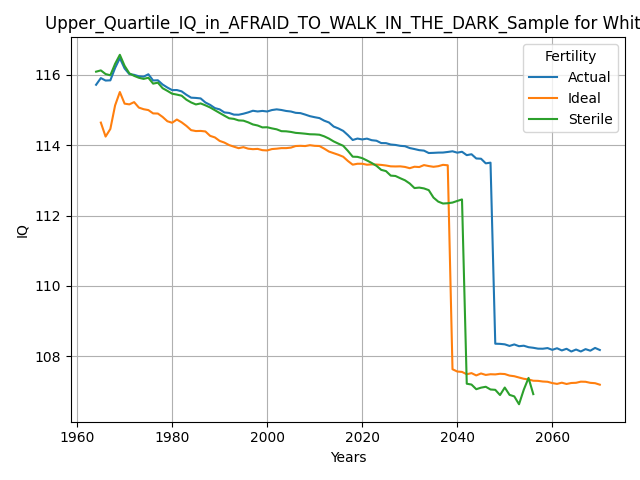 Upper_Quartile_IQ_in_AFRAID_TO_WALK_IN_THE_DARK_Sample for Whit
Fertility
Actual
Ideal
Sterile
116
114
112
110
108
IQ
1960
1980
2000
2020
2040
2060
Years